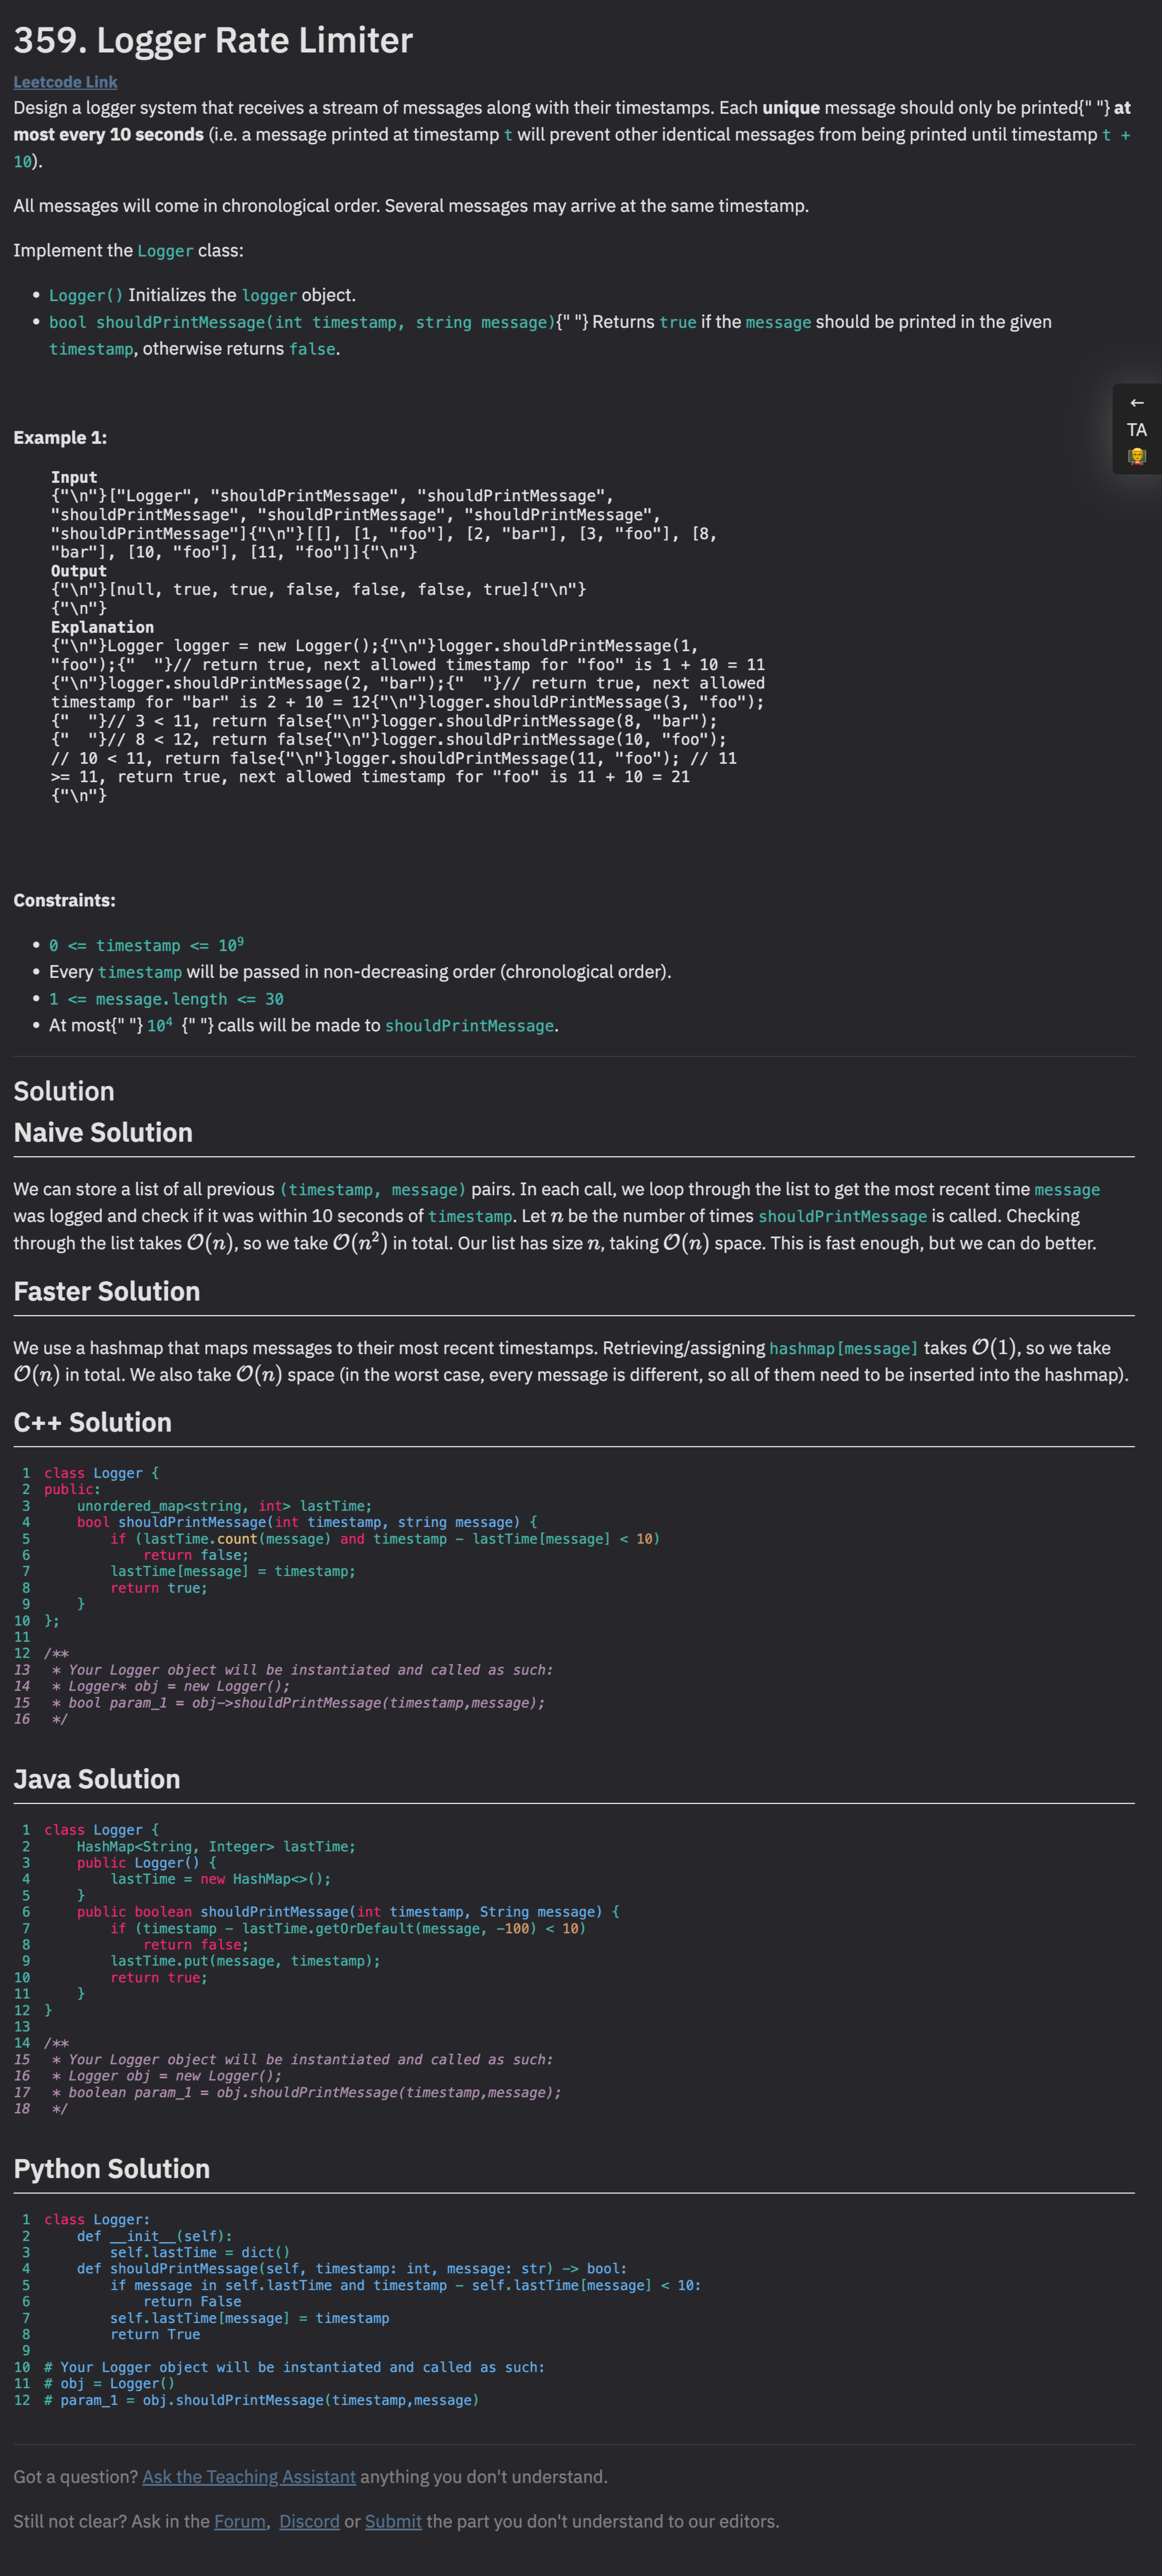 359. Logger Rate Limiter
Leetcode Link
Design a logger system that receives a stream of messages along with their timestamps. Each unique message should only be printed{" "} at
most every 10 seconds (i.e. a message printed at timestamp t will prevent other identical messages from being printed until timestamp t +
10).
All messages will come in chronological order. Several messages may arrive at the same timestamp.
Implement the Logger class:
• Logger() Initializes the logger object.
• bool shouldPrintMessage(int timestamp, string message){" "} Returns true if the message should be printed in the given
timestamp, otherwise returns false.
←
TA
Example 1:
Input
{"\n"}["Logger", "shouldPrintMessage", "shouldPrintMessage",
"shouldPrintMessage", "shouldPrintMessage", "shouldPrintMessage",
"shouldPrintMessage"]{"\n"}[[], [1, "foo"], [2, "bar"], [3, "foo"], [8,
"bar"], [10, "foo"], [11, "foo"]]{"\n"}
Output
{"\n"}[null, true, true, false, false, false, true]{"\n"}
{"\n"}
Explanation
{"\n"}Logger logger = new Logger();{"\n"}logger.shouldPrintMessage(1,
"foo");{"  "}// return true, next allowed timestamp for "foo" is 1 + 10 = 11
{"\n"}logger.shouldPrintMessage(2, "bar");{"  "}// return true, next allowed
timestamp for "bar" is 2 + 10 = 12{"\n"}logger.shouldPrintMessage(3, "foo");
{"  "}// 3 < 11, return false{"\n"}logger.shouldPrintMessage(8, "bar");
{"  "}// 8 < 12, return false{"\n"}logger.shouldPrintMessage(10, "foo");
// 10 < 11, return false{"\n"}logger.shouldPrintMessage(11, "foo"); // 11
>= 11, return true, next allowed timestamp for "foo" is 11 + 10 = 21
{"\n"}
Constraints:
• 0 <= timestamp <= 10⁹
• Every timestamp will be passed in non-decreasing order (chronological order).
• 1 <= message.length <= 30
• At most{" "} 10⁴ {" "} calls will be made to shouldPrintMessage.
Solution
Naive Solution
We can store a list of all previous (timestamp, message) pairs. In each call, we loop through the list to get the most recent time message
was logged and check if it was within 10 seconds of timestamp. Let n be the number of times shouldPrintMessage is called. Checking
through the list takes O(n), so we take O(n²) in total. Our list has size n, taking O(n) space. This is fast enough, but we can do better.
Faster Solution
We use a hashmap that maps messages to their most recent timestamps. Retrieving/assigning hashmap[message] takes O(1), so we take
O(n) in total. We also take O(n) space (in the worst case, every message is different, so all of them need to be inserted into the hashmap).
C++ Solution
1 class Logger {
2 public:
3     unordered_map<string, int> lastTime;
4     bool shouldPrintMessage(int timestamp, string message) {
5         if (lastTime.count(message) and timestamp - lastTime[message] < 10)
6             return false;
7         lastTime[message] = timestamp;
8         return true;
9     }
10 };
11
12 /**
13  * Your Logger object will be instantiated and called as such:
14  * Logger* obj = new Logger();
15  * bool param_1 = obj->shouldPrintMessage(timestamp,message);
16  */
Java Solution
1 class Logger {
2     HashMap<String, Integer> lastTime;
3     public Logger() {
4         lastTime = new HashMap<>();
5     }
6     public boolean shouldPrintMessage(int timestamp, String message) {
7         if (timestamp - lastTime.getOrDefault(message, -100) < 10)
8             return false;
9         lastTime.put(message, timestamp);
10         return true;
11     }
12 }
13
14 /**
15  * Your Logger object will be instantiated and called as such:
16  * Logger obj = new Logger();
17  * boolean param_1 = obj.shouldPrintMessage(timestamp,message);
18  */
Python Solution
1 class Logger:
2     def __init__(self):
3         self.lastTime = dict()
4     def shouldPrintMessage(self, timestamp: int, message: str) -> bool:
5         if message in self.lastTime and timestamp - self.lastTime[message] < 10:
6             return False
7         self.lastTime[message] = timestamp
8         return True
9
10 # Your Logger object will be instantiated and called as such:
11 # obj = Logger()
12 # param_1 = obj.shouldPrintMessage(timestamp,message)
Got a question? Ask the Teaching Assistant anything you don't understand.
Still not clear? Ask in the Forum, Discord or Submit the part you don't understand to our editors.